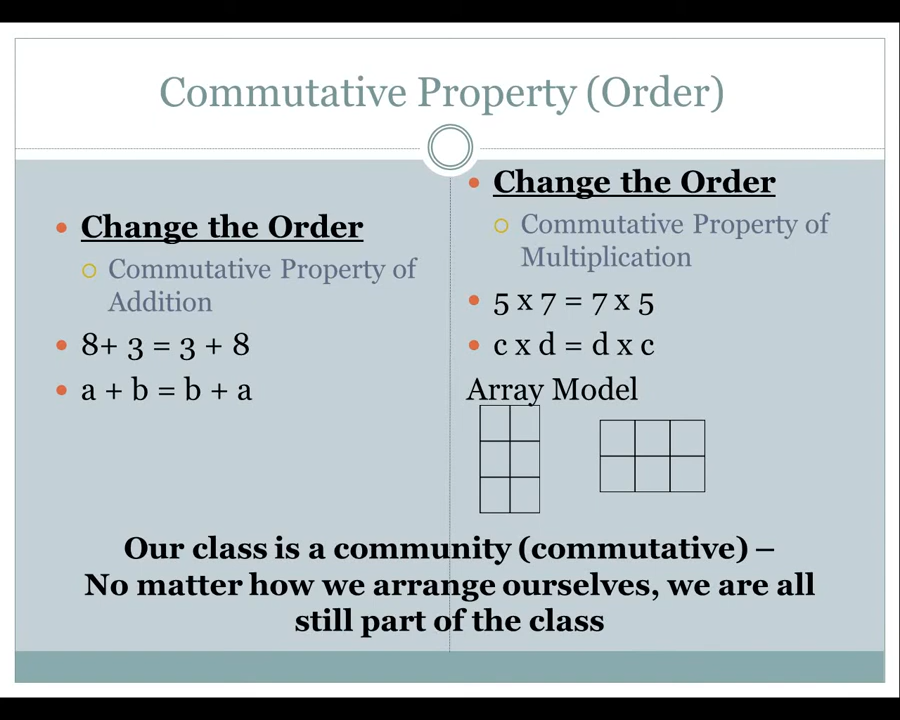 Commutative Property (Order)
Change the Order
Commutative Property of
Addition
8+ 3 = 3 + 8
a + b = b + a
Change the Order
Commutative Property of
Multiplication
5 x 7 = 7 x 5
c x d = d x c
Array Model
Our class is a community (commutative) –
No matter how we arrange ourselves, we are all
still part of the class